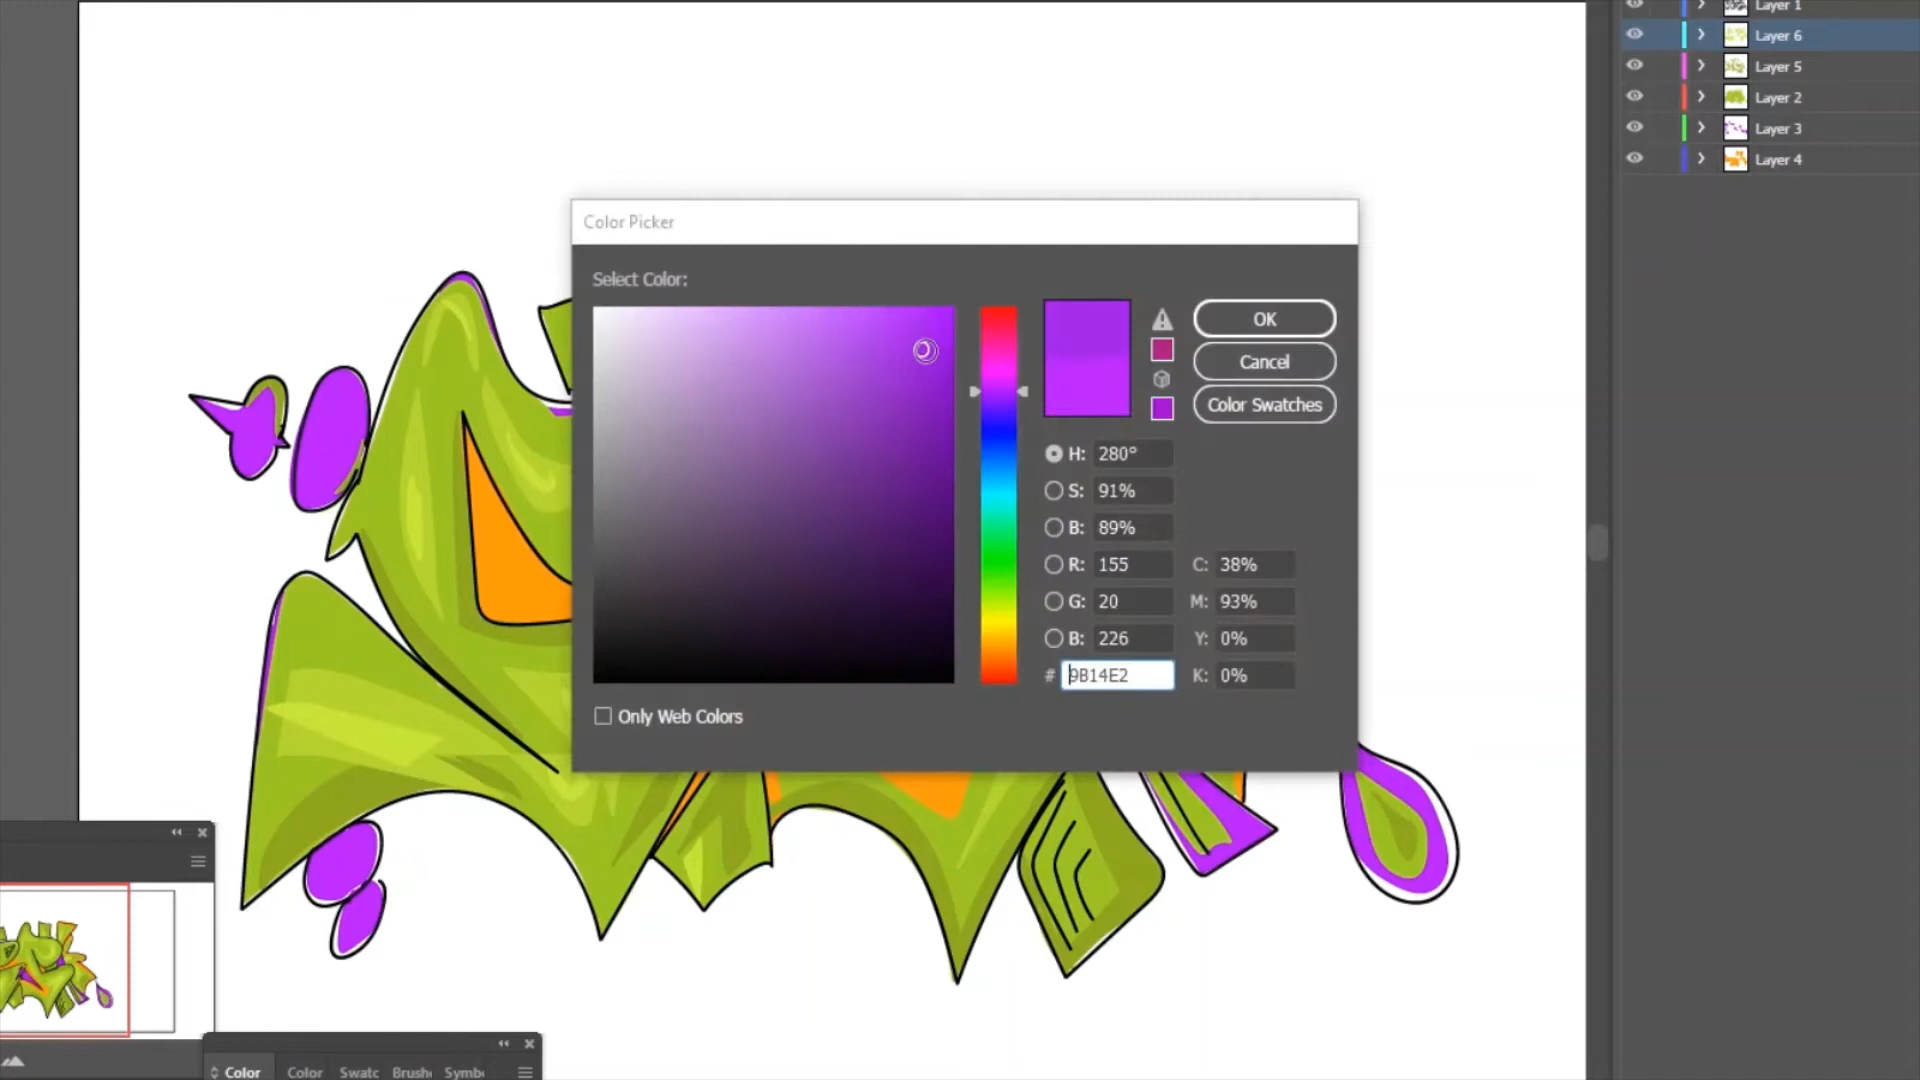 Layer 1
Layer 6
Layer 5
Layer 2
Layer 3
Layer 4
Color Picker
Select Color:
OK
Cancel
Color Swatches
H: 280°
S: 91%
B: 89%
R: 155 C: 38%
G: 20 M: 93%
B: 226 Y: 0%
# 9B14E2 K: 0%
Only Web Colors
Color Color Swatc Brush Symb